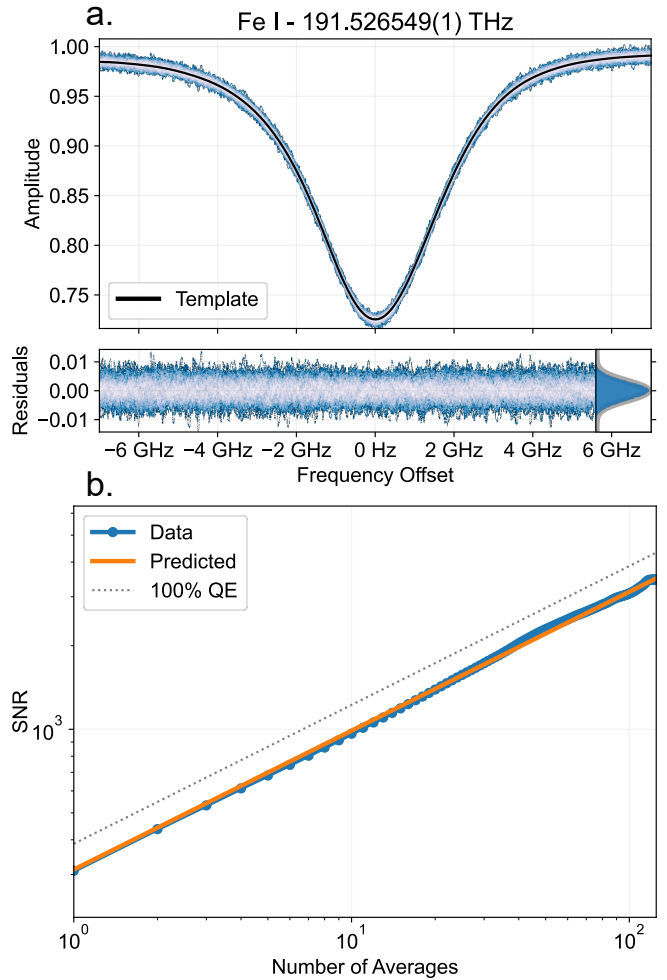 a.
Fe I - 191.526549(1) THz
1.00
0.95
0.90
0.85
0.80
0.75
Amplitude
Template
0.01
0.00
−0.01
Residuals
−6 GHz −4 GHz −2 GHz 0 Hz 2 GHz 4 GHz 6 GHz
Frequency Offset
b.
Data
Predicted
100% QE
SNR
10³
10⁰ 10¹ 10²
Number of Averages